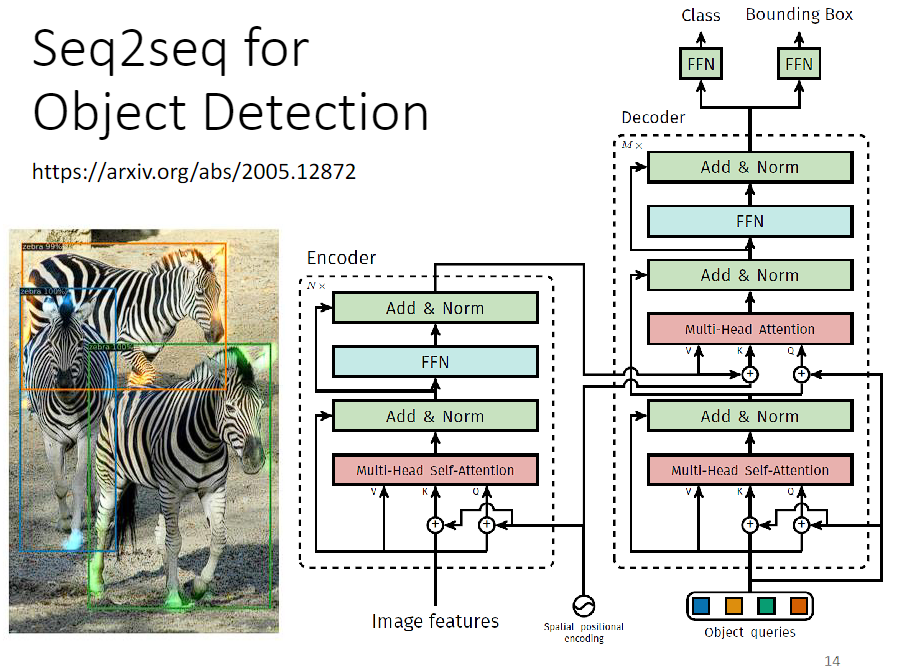 Seq2seq for
Object Detection
https://arxiv.org/abs/2005.12872
zebra 99%
zebra 100%
zebra 100%
Encoder
N×
Add & Norm
FFN
Add & Norm
Multi-Head Self-Attention
V K Q
+ +
Image features
Spatial positional
encoding
Class Bounding Box
FFN FFN
Decoder
M×
Add & Norm
FFN
Add & Norm
Multi-Head Attention
V K Q
+ +
Add & Norm
Multi-Head Self-Attention
V K Q
+ +
Object queries
14